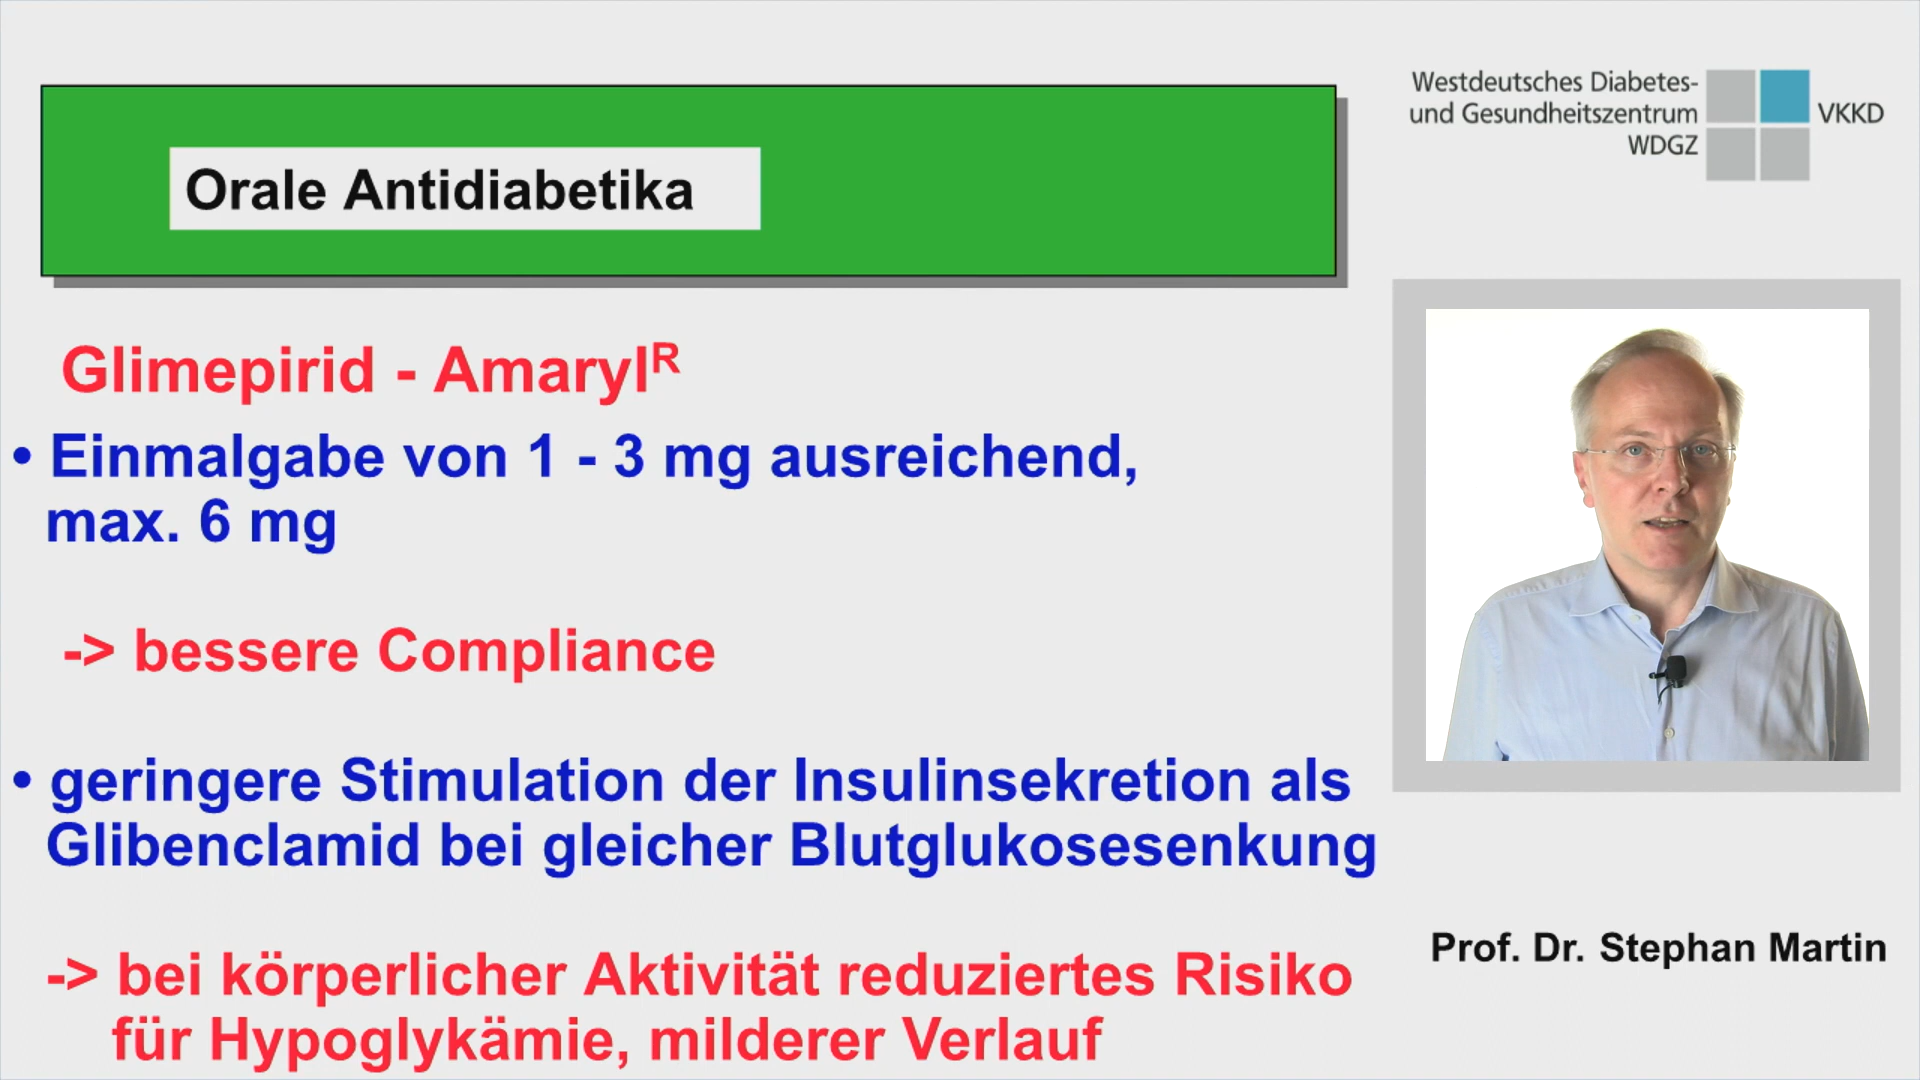 Orale Antidiabetika
Westdeutsches Diabetes-
und Gesundheitszentrum
WDGZ
VKKD
Glimepirid - Amaryl^R
• Einmalgabe von 1 - 3 mg ausreichend,
max. 6 mg
-> bessere Compliance
• geringere Stimulation der Insulinsekretion als
Glibenclamid bei gleicher Blutglukosesenkung
-> bei körperlicher Aktivität reduziertes Risiko
für Hypoglykämie, milderer Verlauf
Prof. Dr. Stephan Martin